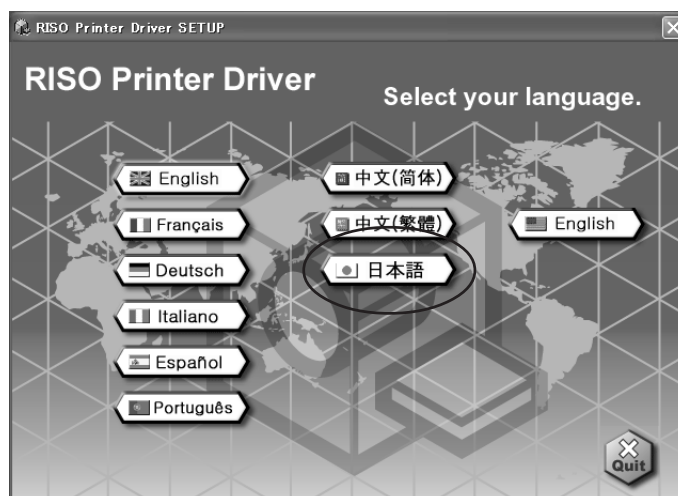 RISO Printer Driver SETUP
RISO Printer Driver
Select your language.
English
Français
Deutsch
Italiano
Español
Português
中文(简体)
中文(繁體)
日本語
English
Quit